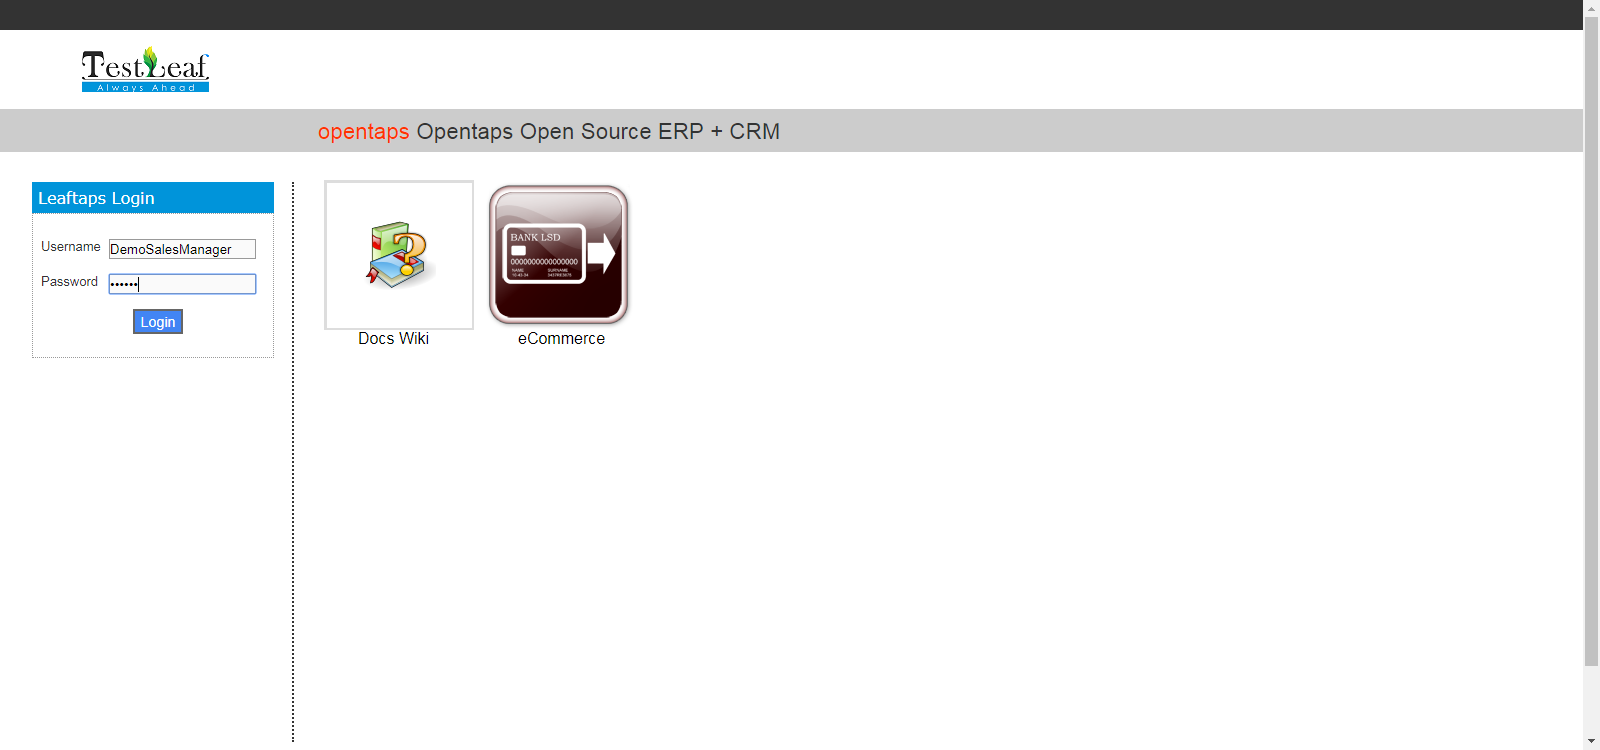 TestLeaf
Always Ahead
opentaps Opentaps Open Source ERP + CRM
Leaftaps Login
Username DemoSalesManager
Password ••••••
Login
BANK LSD
0000000000000000
NAME SURNAME
Docs Wiki
eCommerce